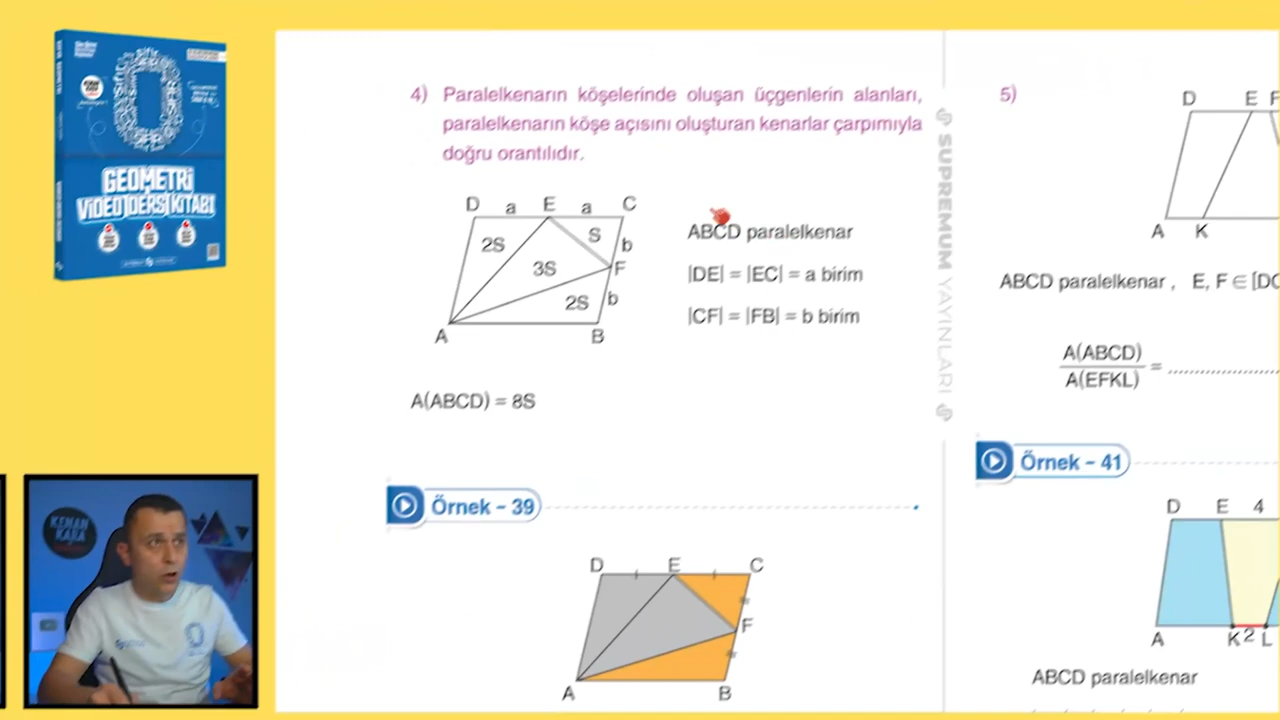 GEOMETRİ
VİDEO DERS KİTABI
KENAN
KARA
4) Paralelkenarın köşelerinde oluşan üçgenlerin alanları,
paralelkenarın köşe açısını oluşturan kenarlar çarpımıyla
doğru orantılıdır.
D a E a C
2S S b
3S F
2S b
A B
ABCD paralelkenar
|DE| = |EC| = a birim
|CF| = |FB| = b birim
A(ABCD) = 8S
Örnek - 39
D E C
F
A B
SUPREMUM YAYINLARI
5)
D E F
A K
ABCD paralelkenar , E, F ∈ [DC
A(ABCD)
A(EFKL)
= ....................
Örnek - 41
D E 4
A K 2 L
ABCD paralelkenar